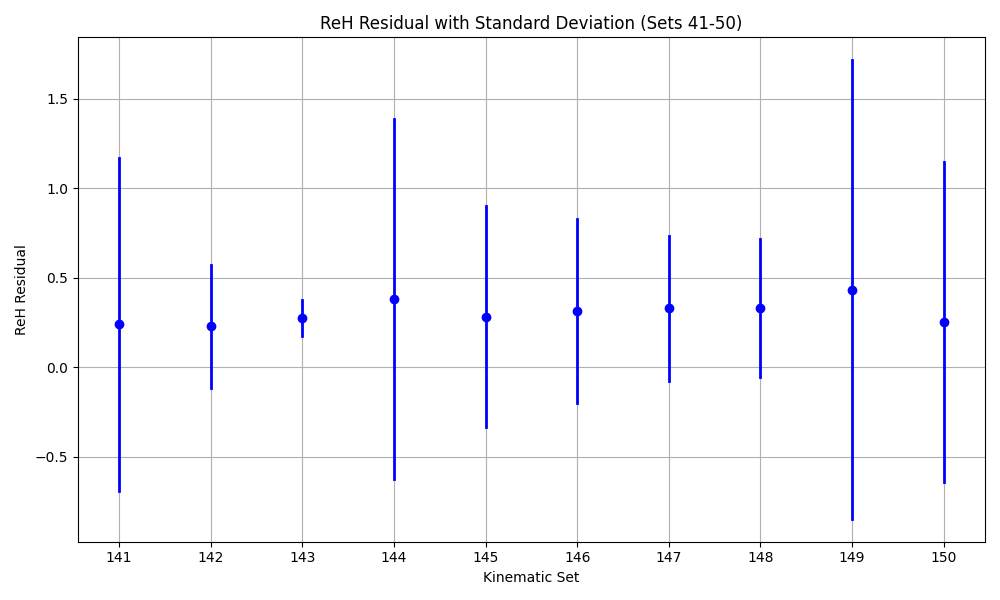 ReH Residual with Standard Deviation (Sets 41-50)
ReH Residual
1.5
1.0
0.5
0.0
−0.5
141 142 143 144 145 146 147 148 149 150
Kinematic Set